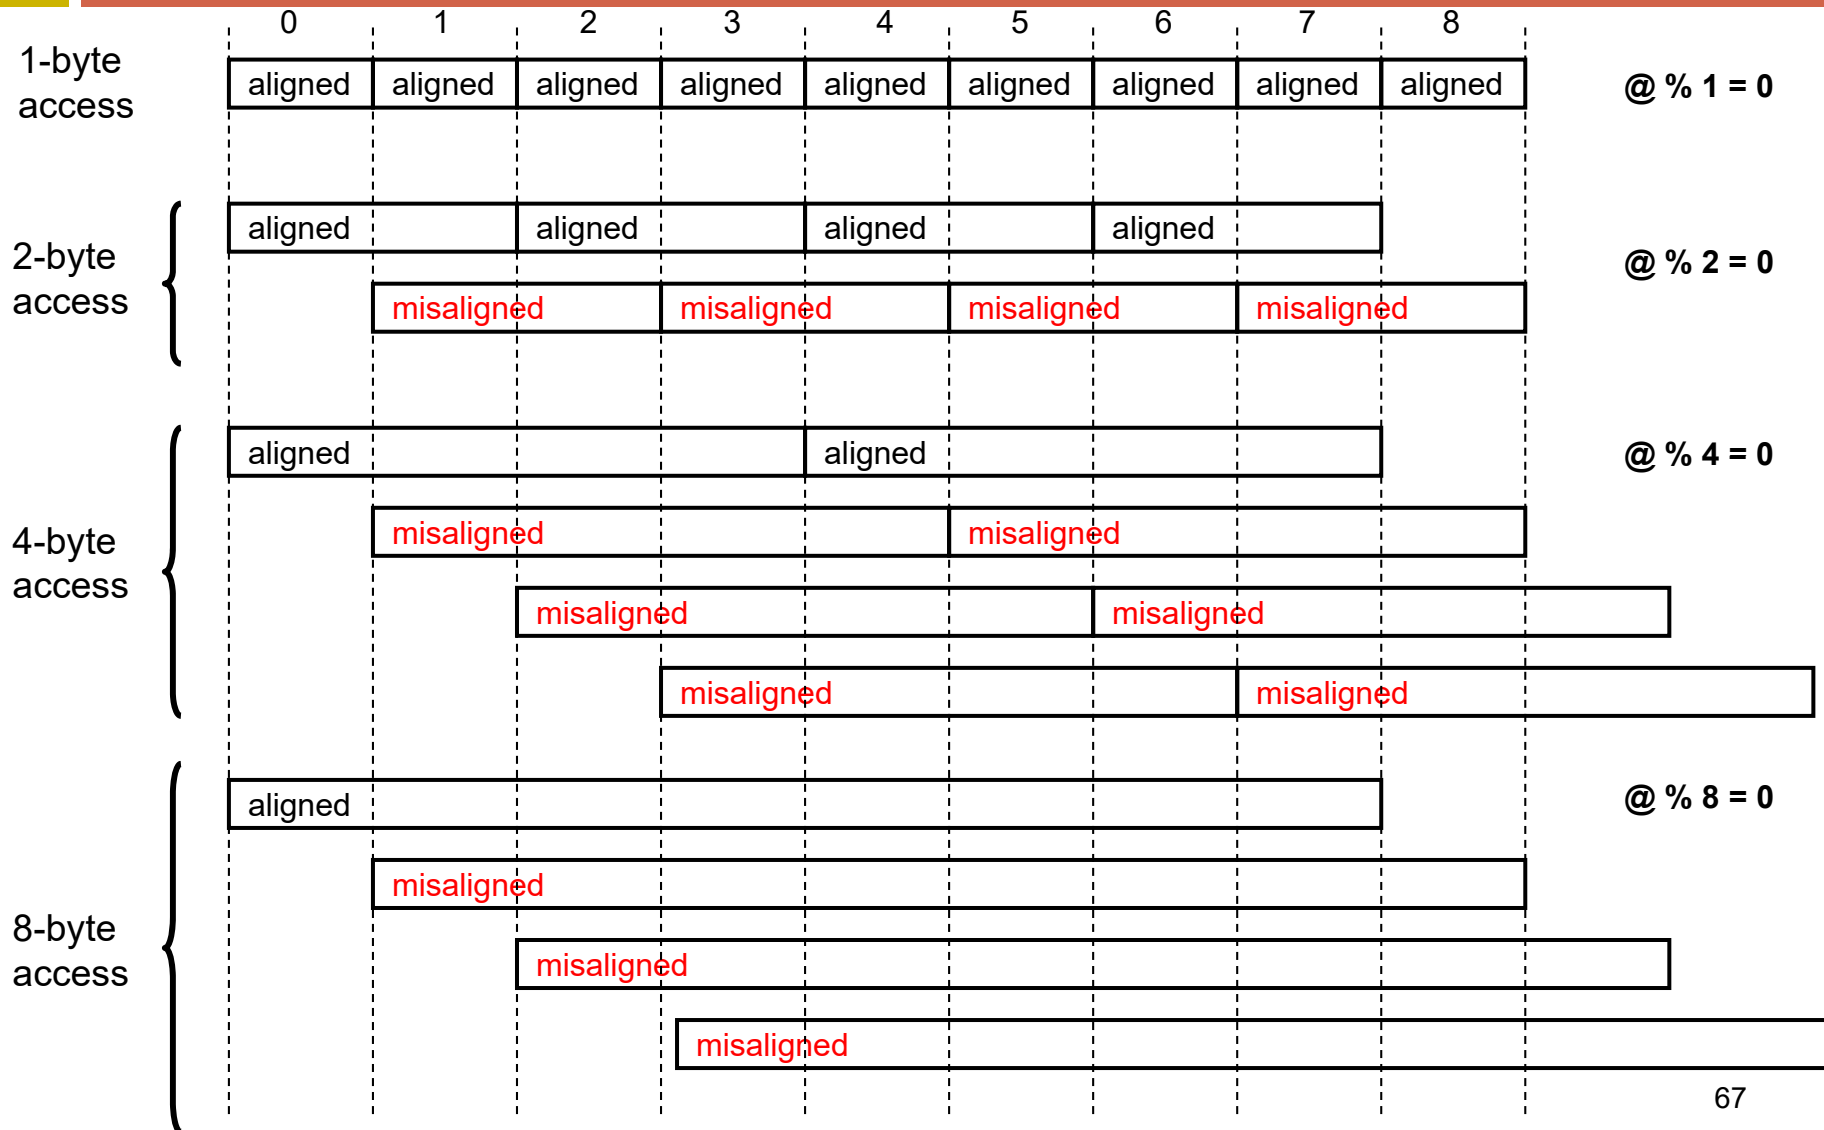 0 1 2 3 4 5 6 7 8
1-byte
access
aligned aligned aligned aligned aligned aligned aligned aligned aligned
@ % 1 = 0
2-byte
access
aligned aligned aligned aligned
@ % 2 = 0
misaligned misaligned misaligned misaligned
4-byte
access
aligned aligned
@ % 4 = 0
misaligned misaligned
misaligned misaligned
misaligned misaligned
8-byte
access
aligned
@ % 8 = 0
misaligned
misaligned
misaligned
67